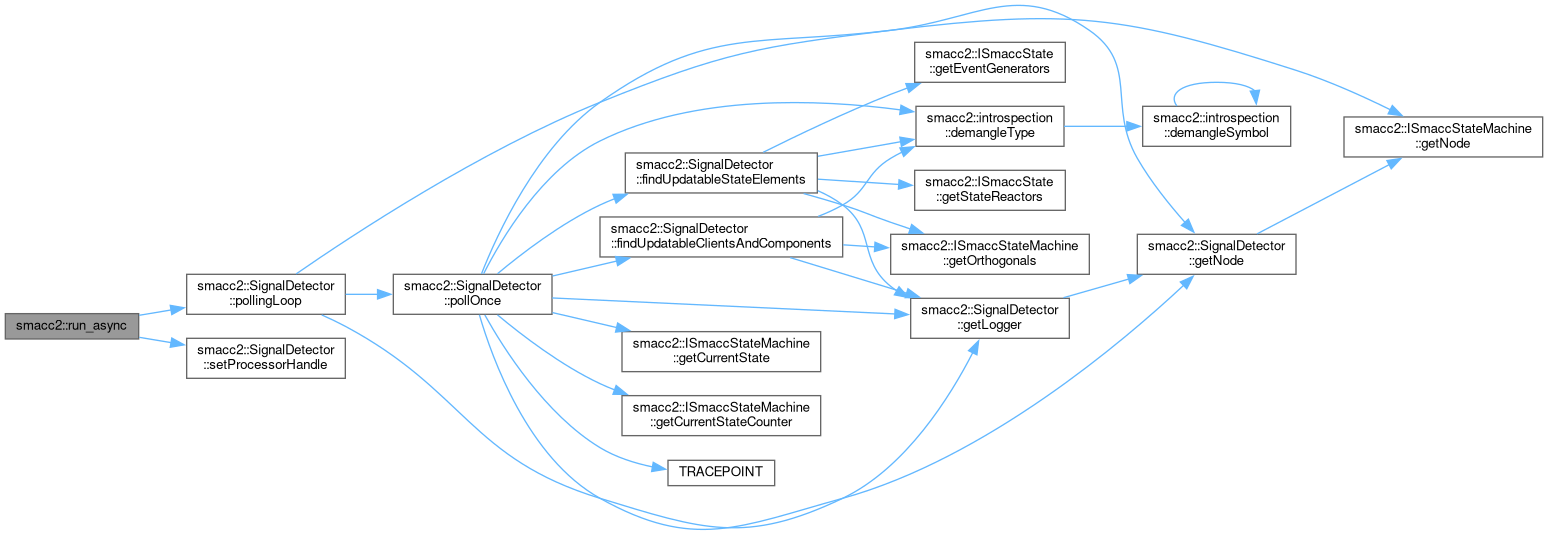 smacc2::run_async
smacc2::SignalDetector
::pollingLoop
smacc2::SignalDetector
::setProcessorHandle
smacc2::SignalDetector
::pollOnce
smacc2::SignalDetector
::findUpdatableStateElements
smacc2::SignalDetector
::findUpdatableClientsAndComponents
smacc2::ISmaccStateMachine
::getCurrentState
smacc2::ISmaccStateMachine
::getCurrentStateCounter
TRACEPOINT
smacc2::ISmaccState
::getEventGenerators
smacc2::introspection
::demangleType
smacc2::ISmaccState
::getStateReactors
smacc2::ISmaccStateMachine
::getOrthogonals
smacc2::SignalDetector
::getLogger
smacc2::introspection
::demangleSymbol
smacc2::SignalDetector
::getNode
smacc2::ISmaccStateMachine
::getNode